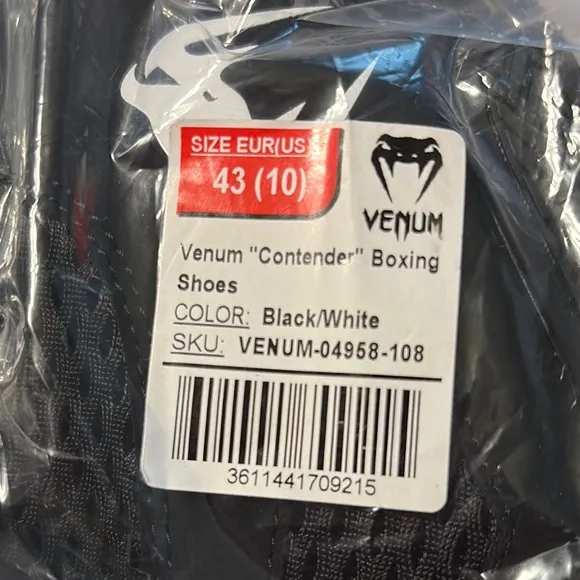 SIZE EUR(US)
43 (10)
VENUM
Venum "Contender" Boxing
Shoes
COLOR: Black/White
SKU: VENUM-04958-108
3611441709215